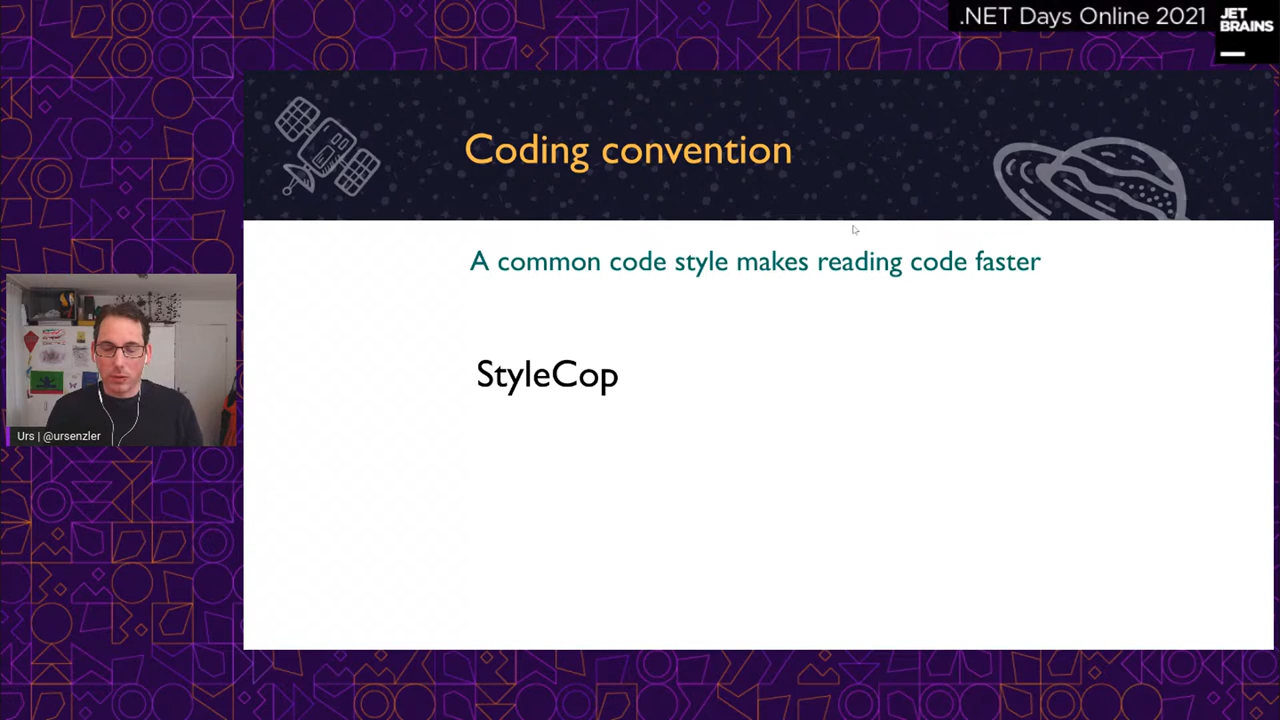 .NET Days Online 2021
JET
BRAINS
Coding convention
A common code style makes reading code faster
StyleCop
Urs | @ursenzler